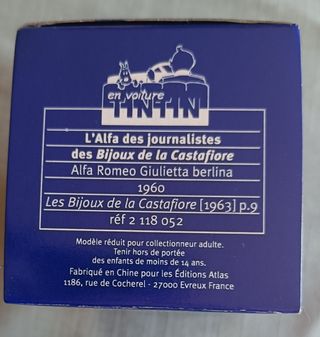 en voiture
TINTIN
L'Alfa des journalistes
des Bijoux de la Castafiore
Alfa Romeo Giulietta berlina
1960
Les Bijoux de la Castafiore [1963] p.9
réf 2 118 052
Modèle réduit pour collectionneur adulte.
Tenir hors de portée
des enfants de moins de 14 ans.
Fabriqué en Chine pour les Éditions Atlas
1186, rue de Cocherel - 27000 Evreux France